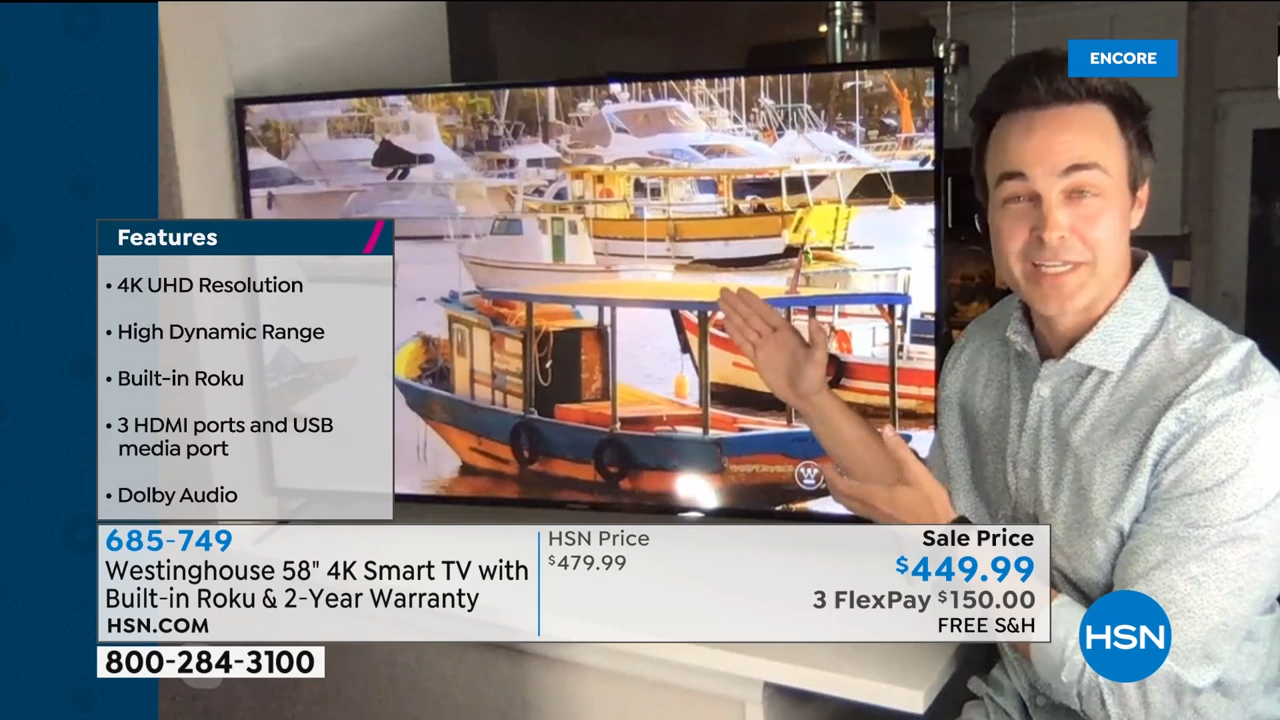 ENCORE
Features
• 4K UHD Resolution
• High Dynamic Range
• Built-in Roku
• 3 HDMI ports and USB
media port
• Dolby Audio
685-749
Westinghouse 58" 4K Smart TV with
Built-in Roku & 2-Year Warranty
HSN.COM
HSN Price
$479.99
Sale Price
$449.99
3 FlexPay $150.00
FREE S&H
800-284-3100
HSN
W